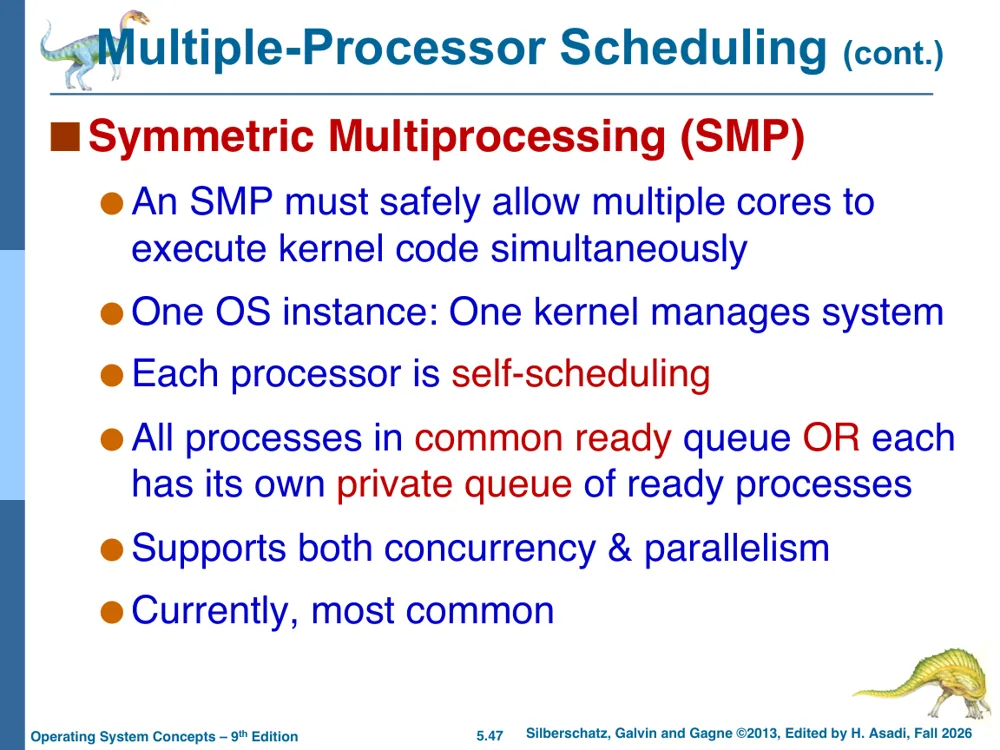 Multiple-Processor Scheduling (cont.)
■ Symmetric Multiprocessing (SMP)
● An SMP must safely allow multiple cores to
execute kernel code simultaneously
● One OS instance: One kernel manages system
● Each processor is self-scheduling
● All processes in common ready queue OR each
has its own private queue of ready processes
● Supports both concurrency & parallelism
● Currently, most common
Operating System Concepts – 9th Edition
5.47
Silberschatz, Galvin and Gagne ©2013, Edited by H. Asadi, Fall 2026